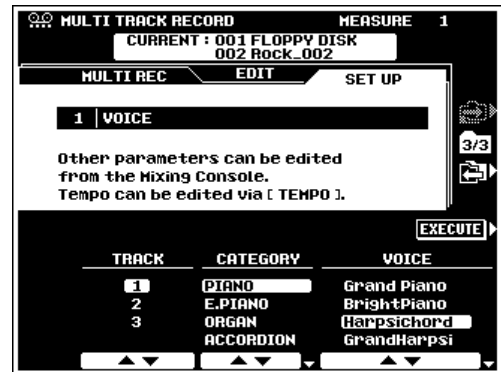 MULTI TRACK RECORD MEASURE 1
CURRENT : 001 FLOPPY DISK
002 Rock_002
MULTI REC EDIT SET UP
1 | VOICE
3/3
Other parameters can be edited
from the Mixing Console.
Tempo can be edited via [ TEMPO ].
EXECUTE
TRACK CATEGORY VOICE
1 PIANO Grand Piano
2 E.PIANO BrightPiano
3 ORGAN Harpsichord
ACCORDION GrandHarpsi